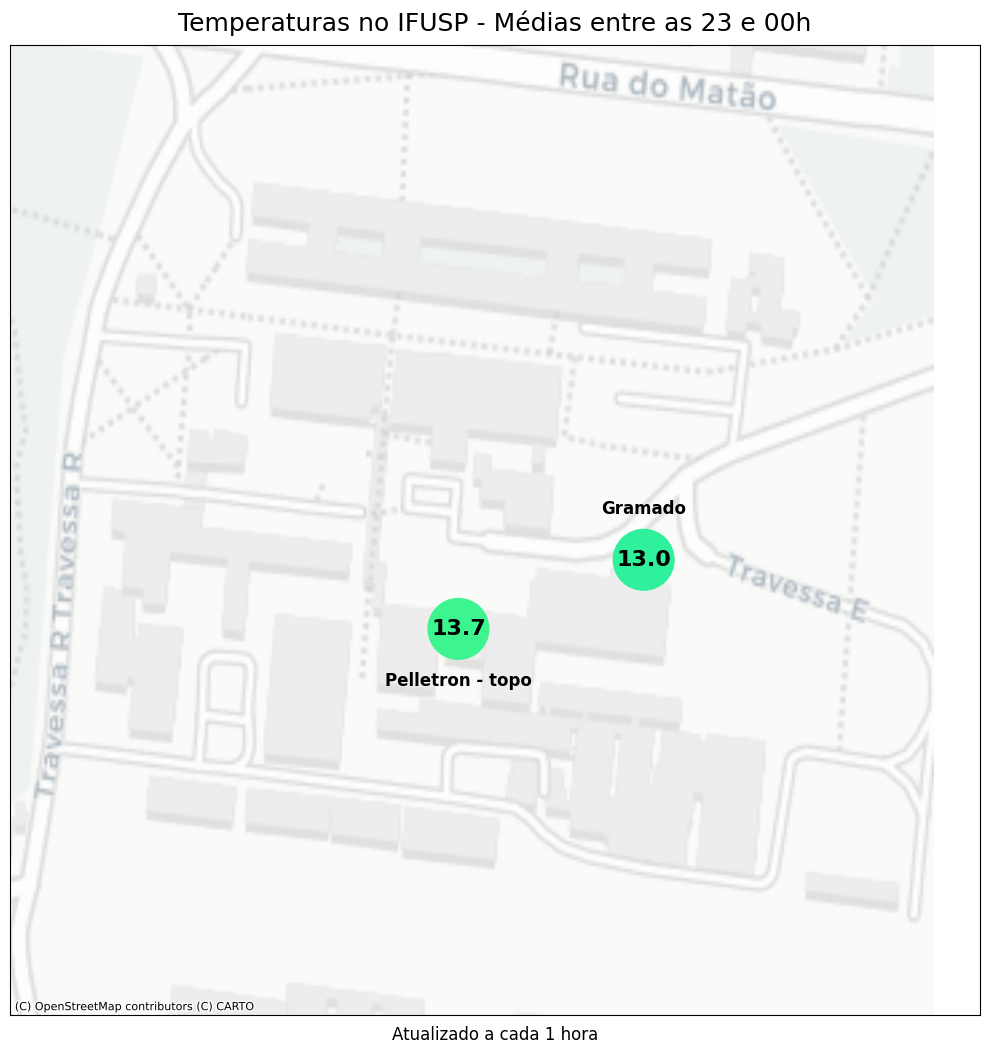 Temperaturas no IFUSP - Médias entre as 23 e 00h
Rua do Matão
Travessa R Travessa R
Gramado
13.0
Travessa E
13.7
Pelletron - topo
(C) OpenStreetMap contributors (C) CARTO
Atualizado a cada 1 hora